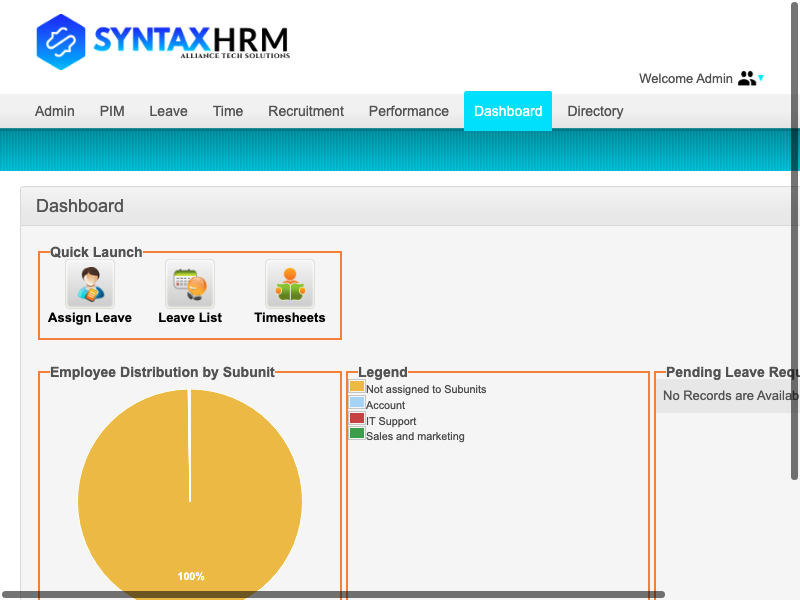 SYNTAXHRM
ALLIANCE TECH SOLUTIONS
Welcome Admin
Admin PIM Leave Time Recruitment Performance Dashboard Directory
Dashboard
Quick Launch
Assign Leave Leave List Timesheets
Employee Distribution by Subunit
100%
Legend
Not assigned to Subunits
Account
IT Support
Sales and marketing
Pending Leave Requ
No Records are Availab